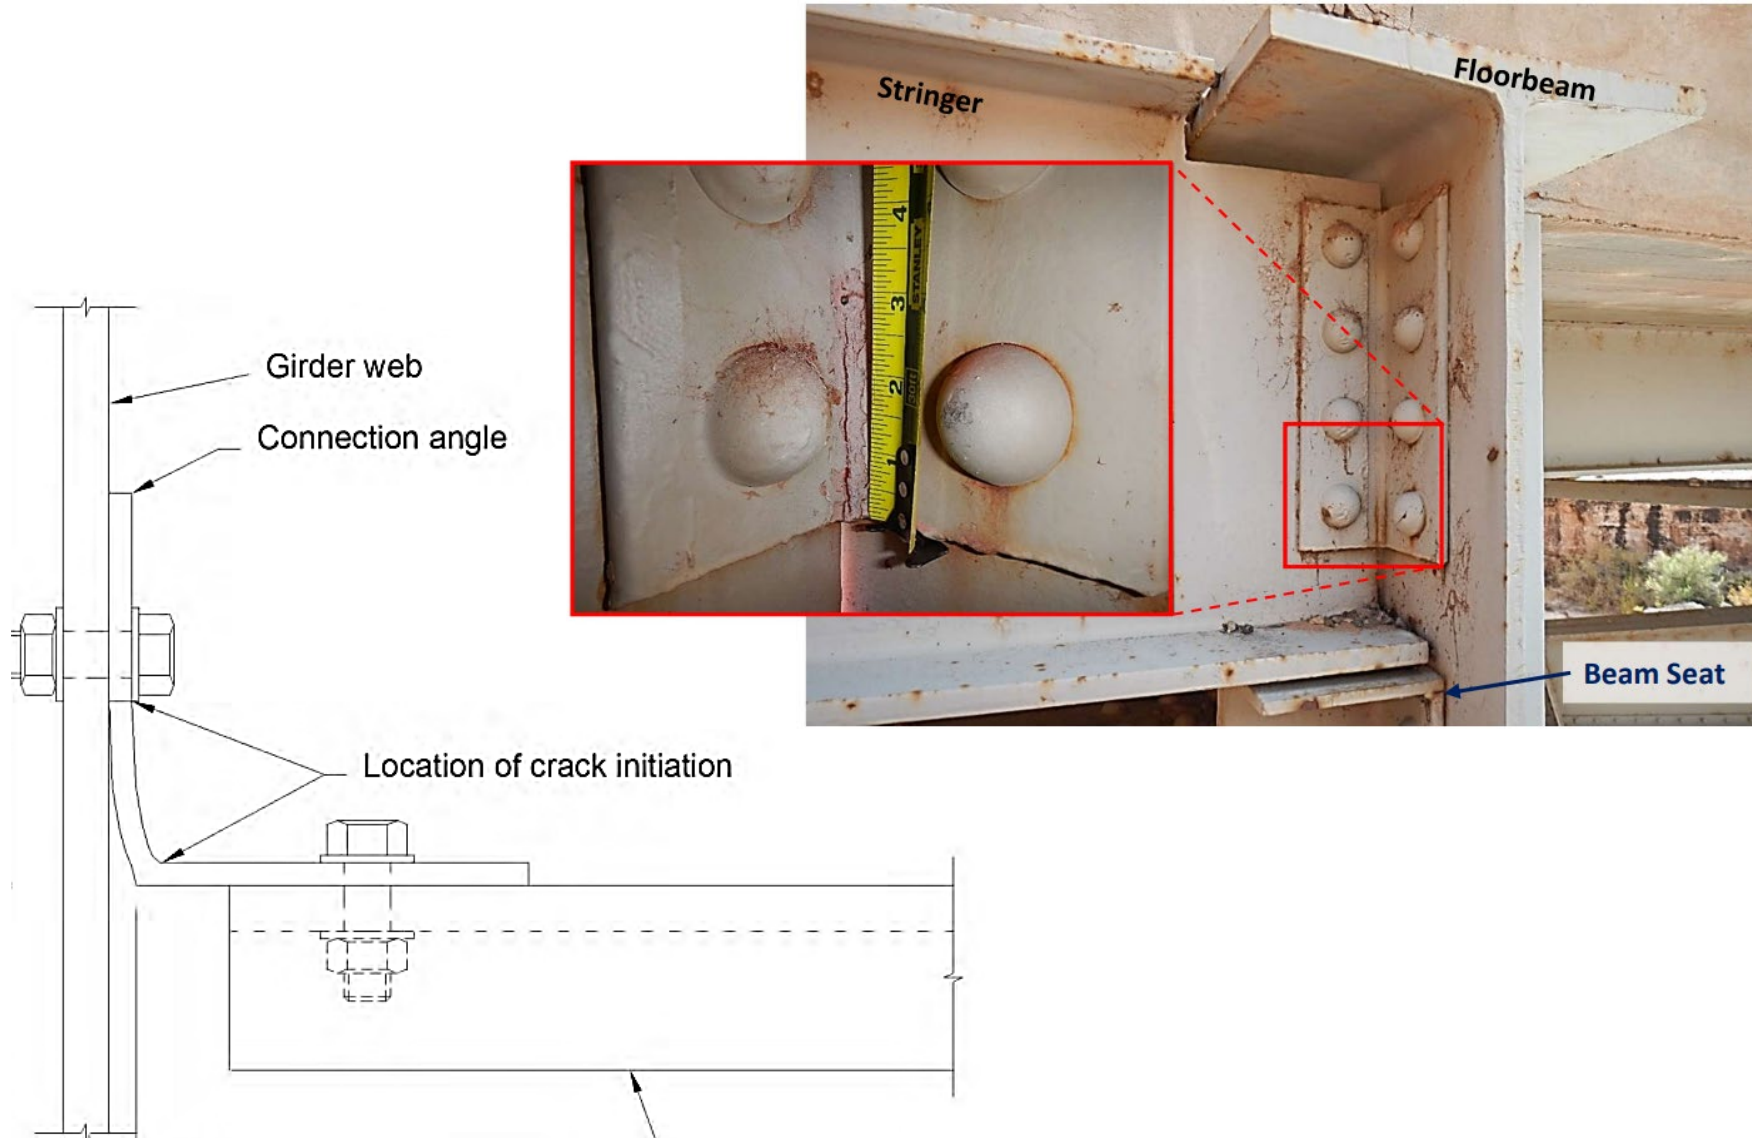 Stringer
Floorbeam
4
STANLEY
3
2
1
Girder web
Connection angle
Beam Seat
Location of crack initiation